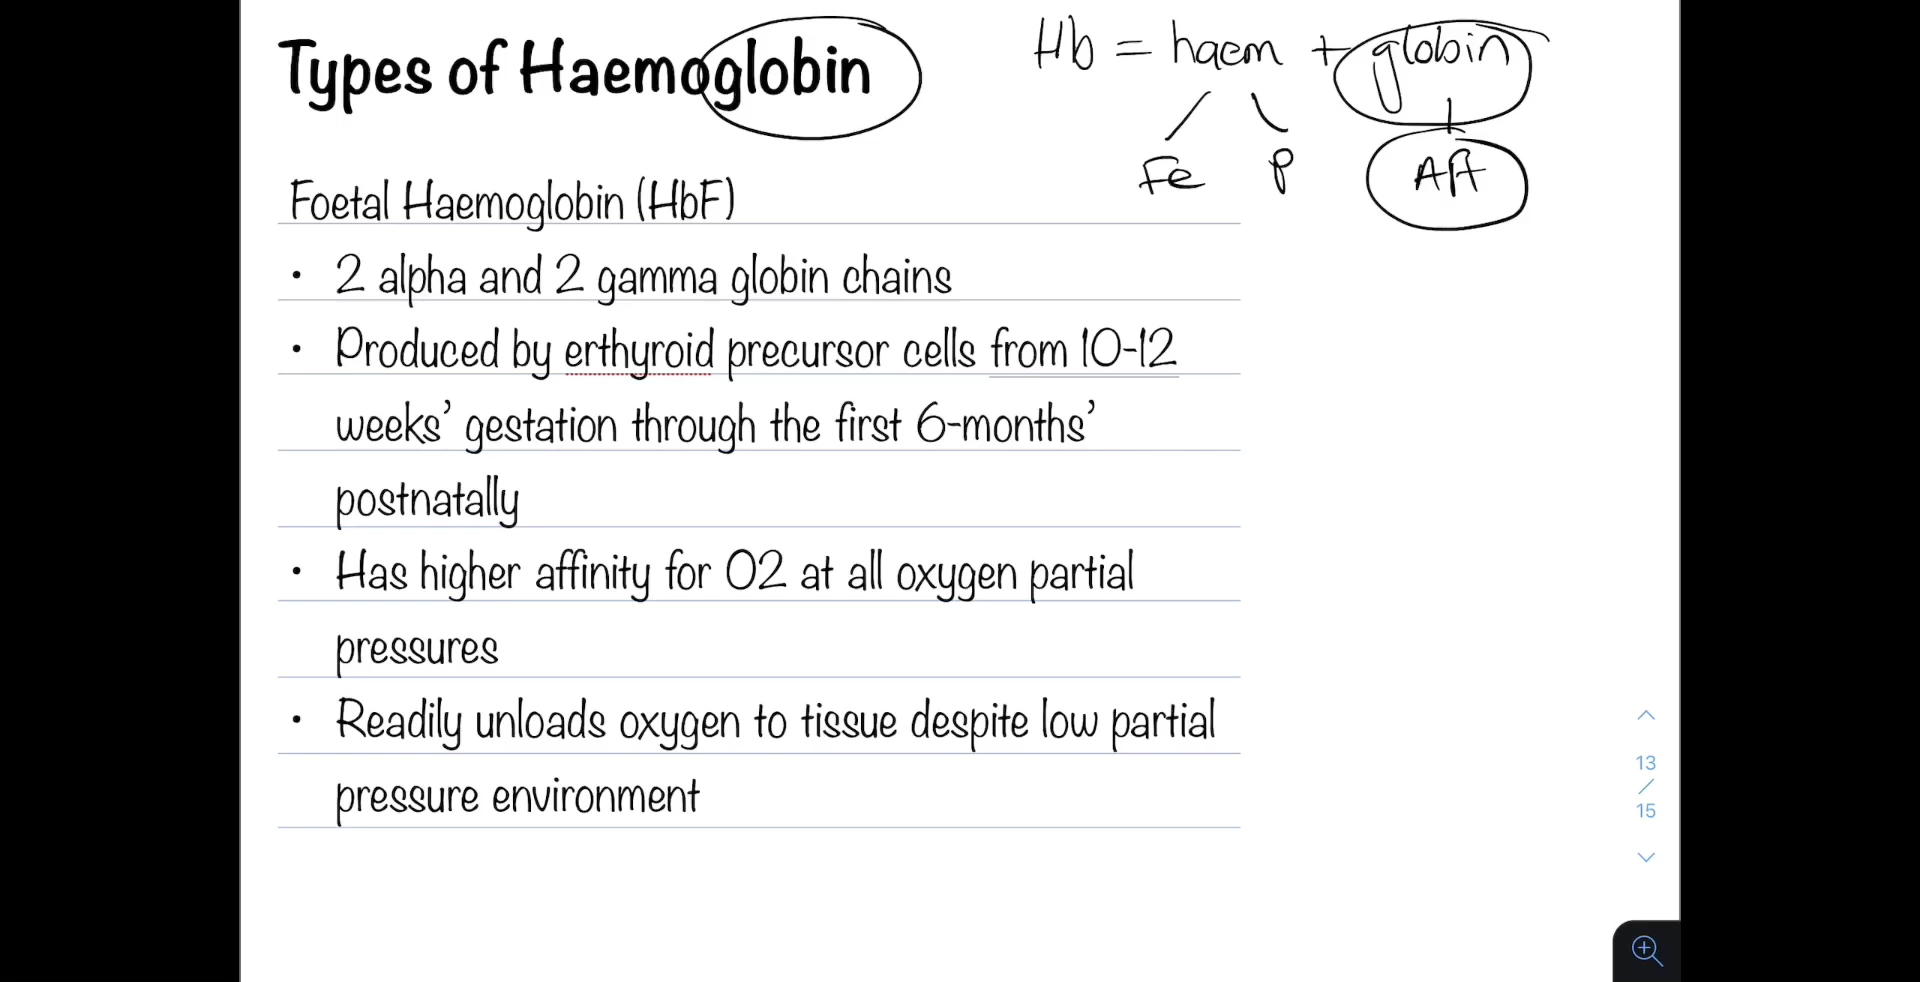 Types of Haemoglobin
Hb = haem + globin
Fe P AA
Foetal Haemoglobin (HbF)
• 2 alpha and 2 gamma globin chains
• Produced by erthyroid precursor cells from 10-12
weeks’ gestation through the first 6-months’
postnatally
• Has higher affinity for O2 at all oxygen partial
pressures
• Readily unloads oxygen to tissue despite low partial
pressure environment
13
/
15